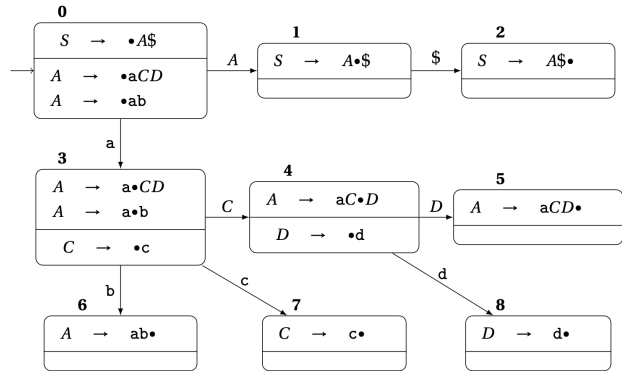 0
S → •A$
A → •aCD
A → •ab
A
1
S → A•$
$
2
S → A$•
a
3
A → a•CD
A → a•b
C → •c
C
4
A → aC•D
D → •d
D
5
A → aCD•
b
c
d
6
A → ab•
7
C → c•
8
D → d•